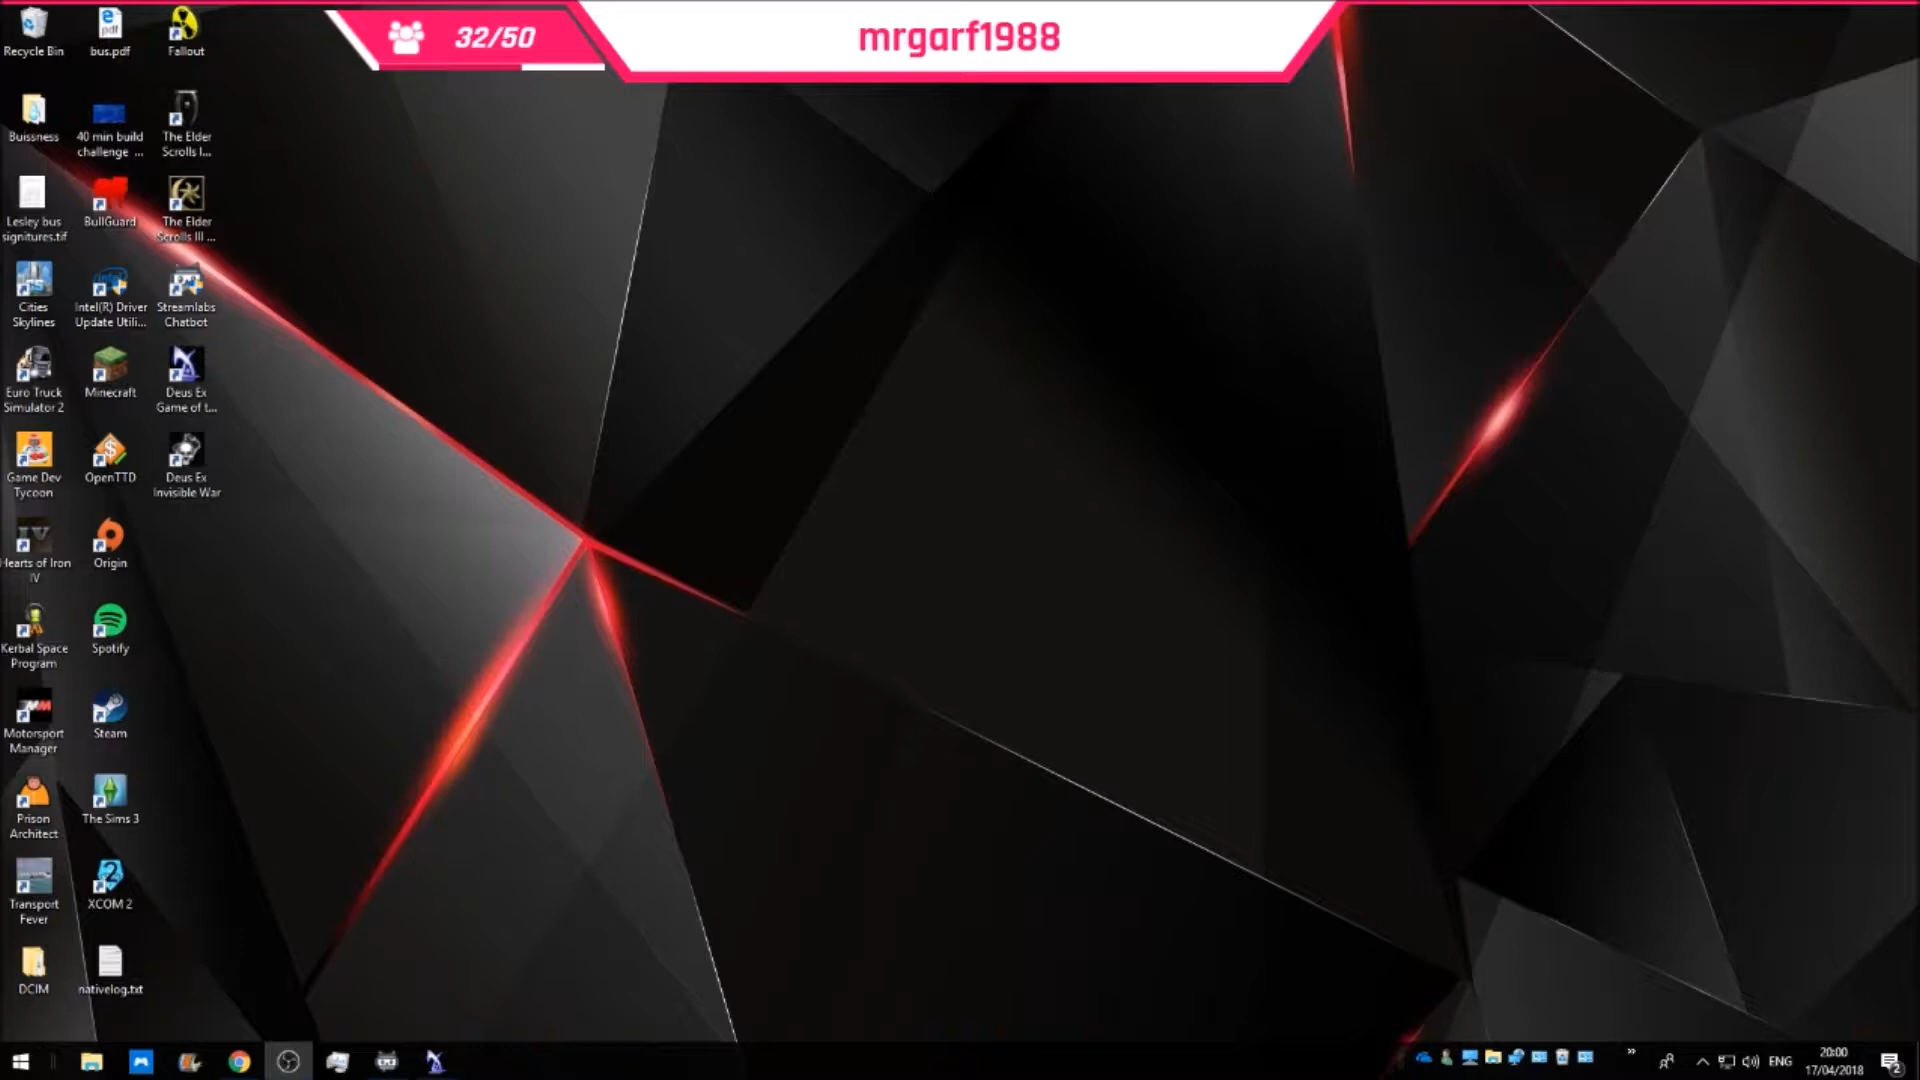 32/50
mrgarf1988
Recycle Bin
bus.pdf
Fallout
Buissness
40 min build
challenge ...
The Elder
Scrolls I...
Lesley bus
signitures.tif
BullGuard
The Elder
Scrolls III ...
Cities
Skylines
Intel(R) Driver
Update Utili...
Streamlabs
Chatbot
Euro Truck
Simulator 2
Minecraft
Deus Ex
Game of t...
Game Dev
Tycoon
OpenTTD
Deus Ex
Invisible War
Hearts of Iron
IV
Origin
Kerbal Space
Program
Spotify
Motorsport
Manager
Steam
Prison
Architect
The Sims 3
Transport
Fever
XCOM 2
DCIM
nativelog.txt
ENG
20:00
17/04/2018
2